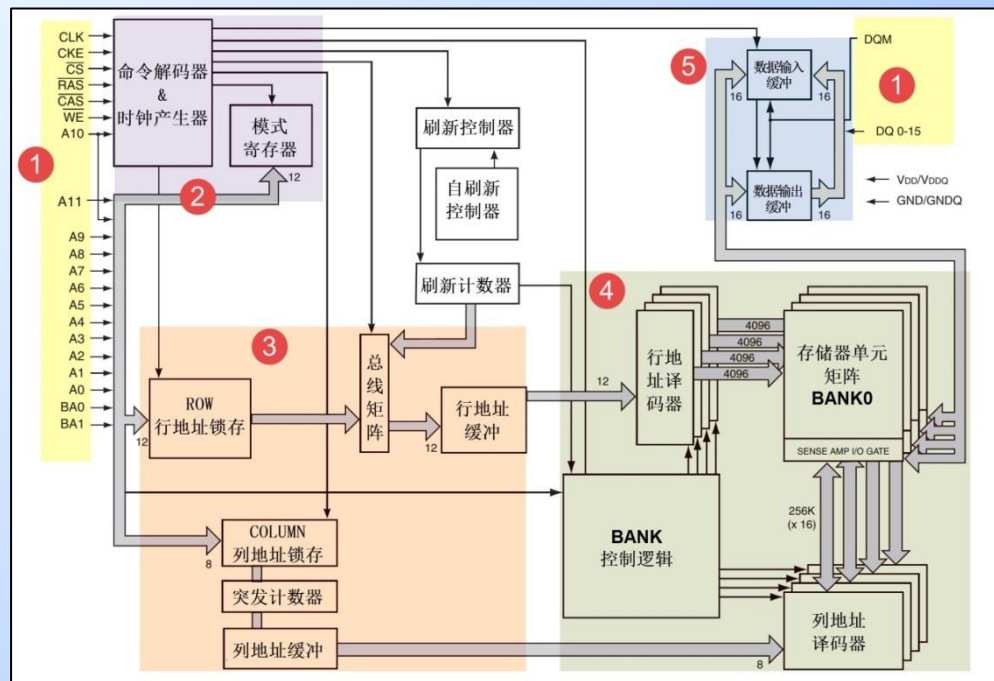 CLK
CKE
CS
RAS
CAS
WE
A10
1
A11
A9
A8
A7
A6
A5
A4
A3
A2
A1
A0
BA0
BA1
命令解码器
&
时钟产生器
模式
寄存器
12
2
刷新控制器
自刷新
控制器
刷新计数器
5
数据输入
缓冲
16
16
数据输出
缓冲
16
16
DQM
1
DQ 0-15
VDD/VDDQ
GND/GNDQ
3
12
ROW
行地址锁存
总
线
矩
阵
12
行地址
缓冲
8
COLUMN
列地址锁存
突发计数器
列地址缓冲
4
12
行地
址译
码器
4096
4096
4096
4096
存储器单元
矩阵
BANK0
SENSE AMP I/O GATE
256K
(x 16)
BANK
控制逻辑
8
列地址
译码器